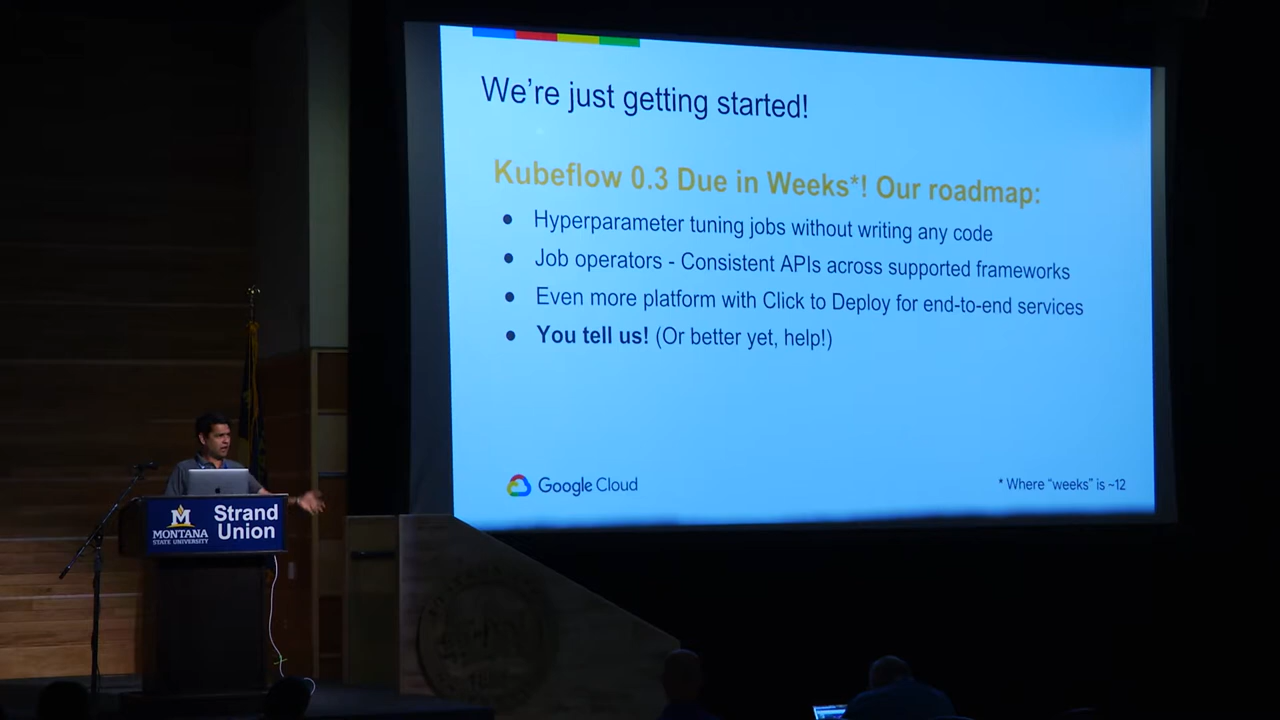 We're just getting started!
Kubeflow 0.3 Due in Weeks*! Our roadmap:
● Hyperparameter tuning jobs without writing any code
● Job operators - Consistent APIs across supported frameworks
● Even more platform with Click to Deploy for end-to-end services
● You tell us! (Or better yet, help!)
Google Cloud
* Where "weeks" is ~12
M
MONTANA
STATE UNIVERSITY
Strand
Union